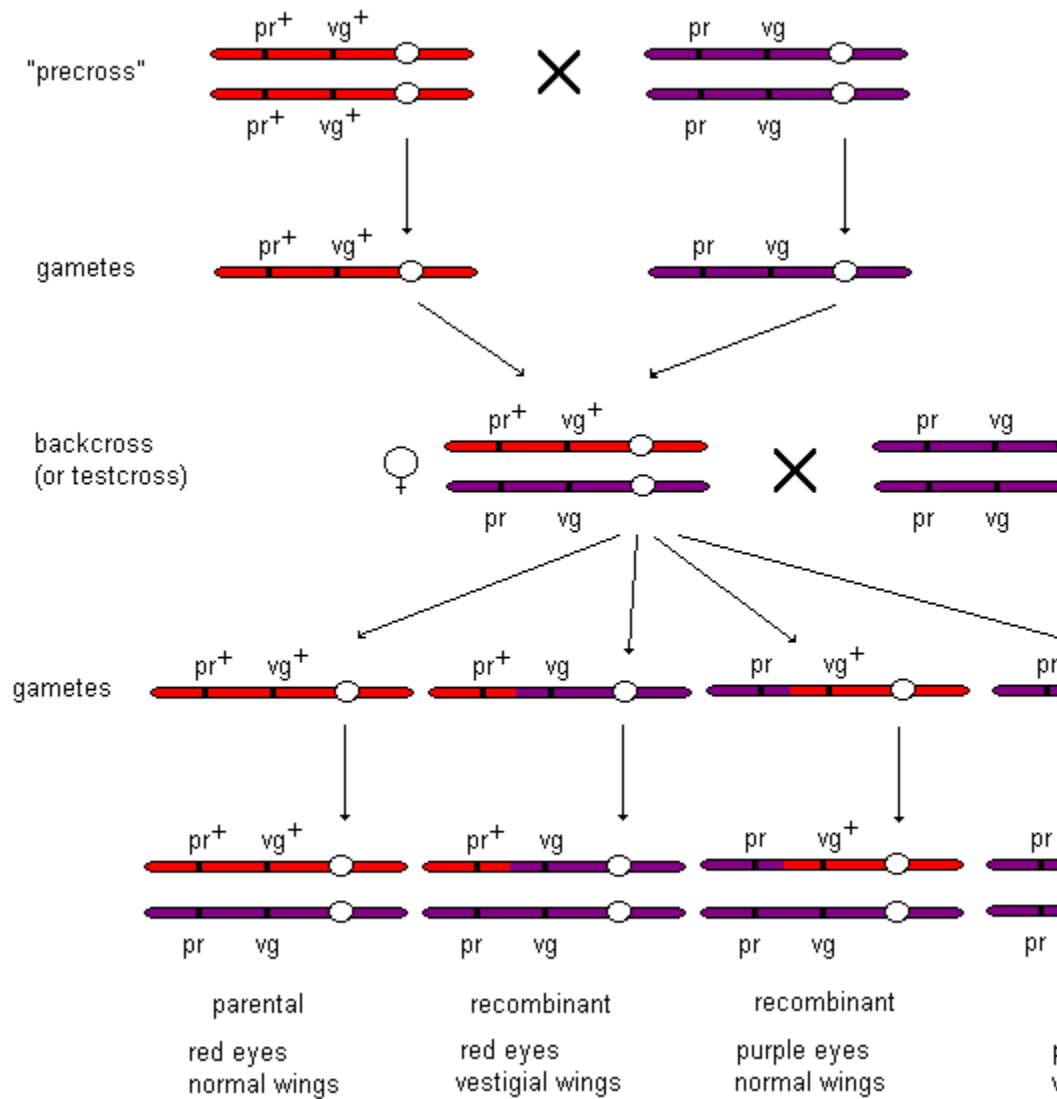 pr+ vg+ pr vg
"precross"
pr+ vg+ pr vg
pr+ vg+ pr vg
gametes
pr+ vg+ pr vg
backcross
(or testcross)
pr vg pr vg
pr+ vg pr vg+ pr
pr+ vg+
gametes
pr+ vg+ pr+ vg pr vg+ pr
pr vg pr vg pr vg pr
parental recombinant recombinant
red eyes red eyes purple eyes p
normal wings vestigial wings normal wings v